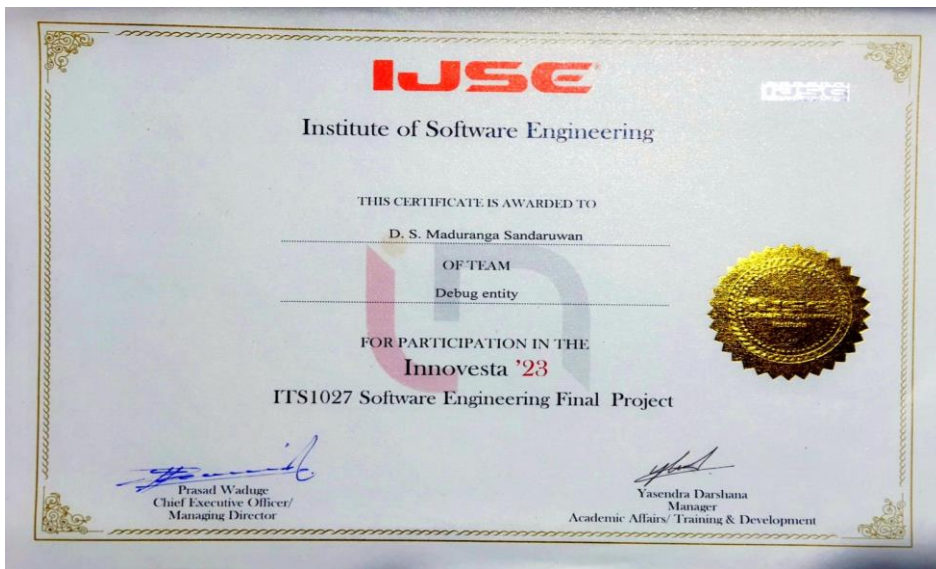 IJSE
Institute of Software Engineering
THIS CERTIFICATE IS AWARDED TO
D. S. Maduranga Sandaruwan
OF TEAM
Debug entity
FOR PARTICIPATION IN THE
Innovesta '23
ITS1027 Software Engineering Final Project
Prasad Waduge
Chief Executive Officer/
Managing Director
Yasendra Darshana
Manager
Academic Affairs/ Training & Development